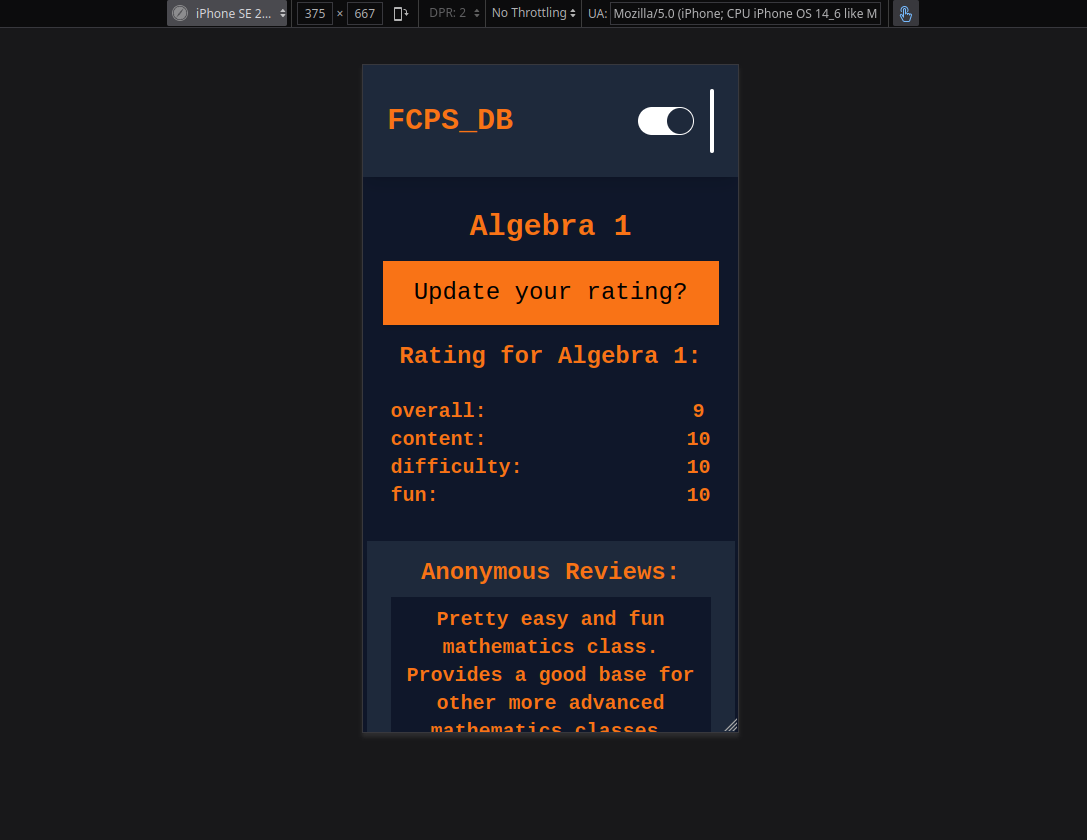 iPhone SE 2... 375 × 667 DPR: 2 No Throttling UA: Mozilla/5.0 (iPhone; CPU iPhone OS 14_6 like M
FCPS_DB
Algebra 1
Update your rating?
Rating for Algebra 1:
overall: 9
content: 10
difficulty: 10
fun: 10
Anonymous Reviews:
Pretty easy and fun
mathematics class.
Provides a good base for
other more advanced
mathematics classes